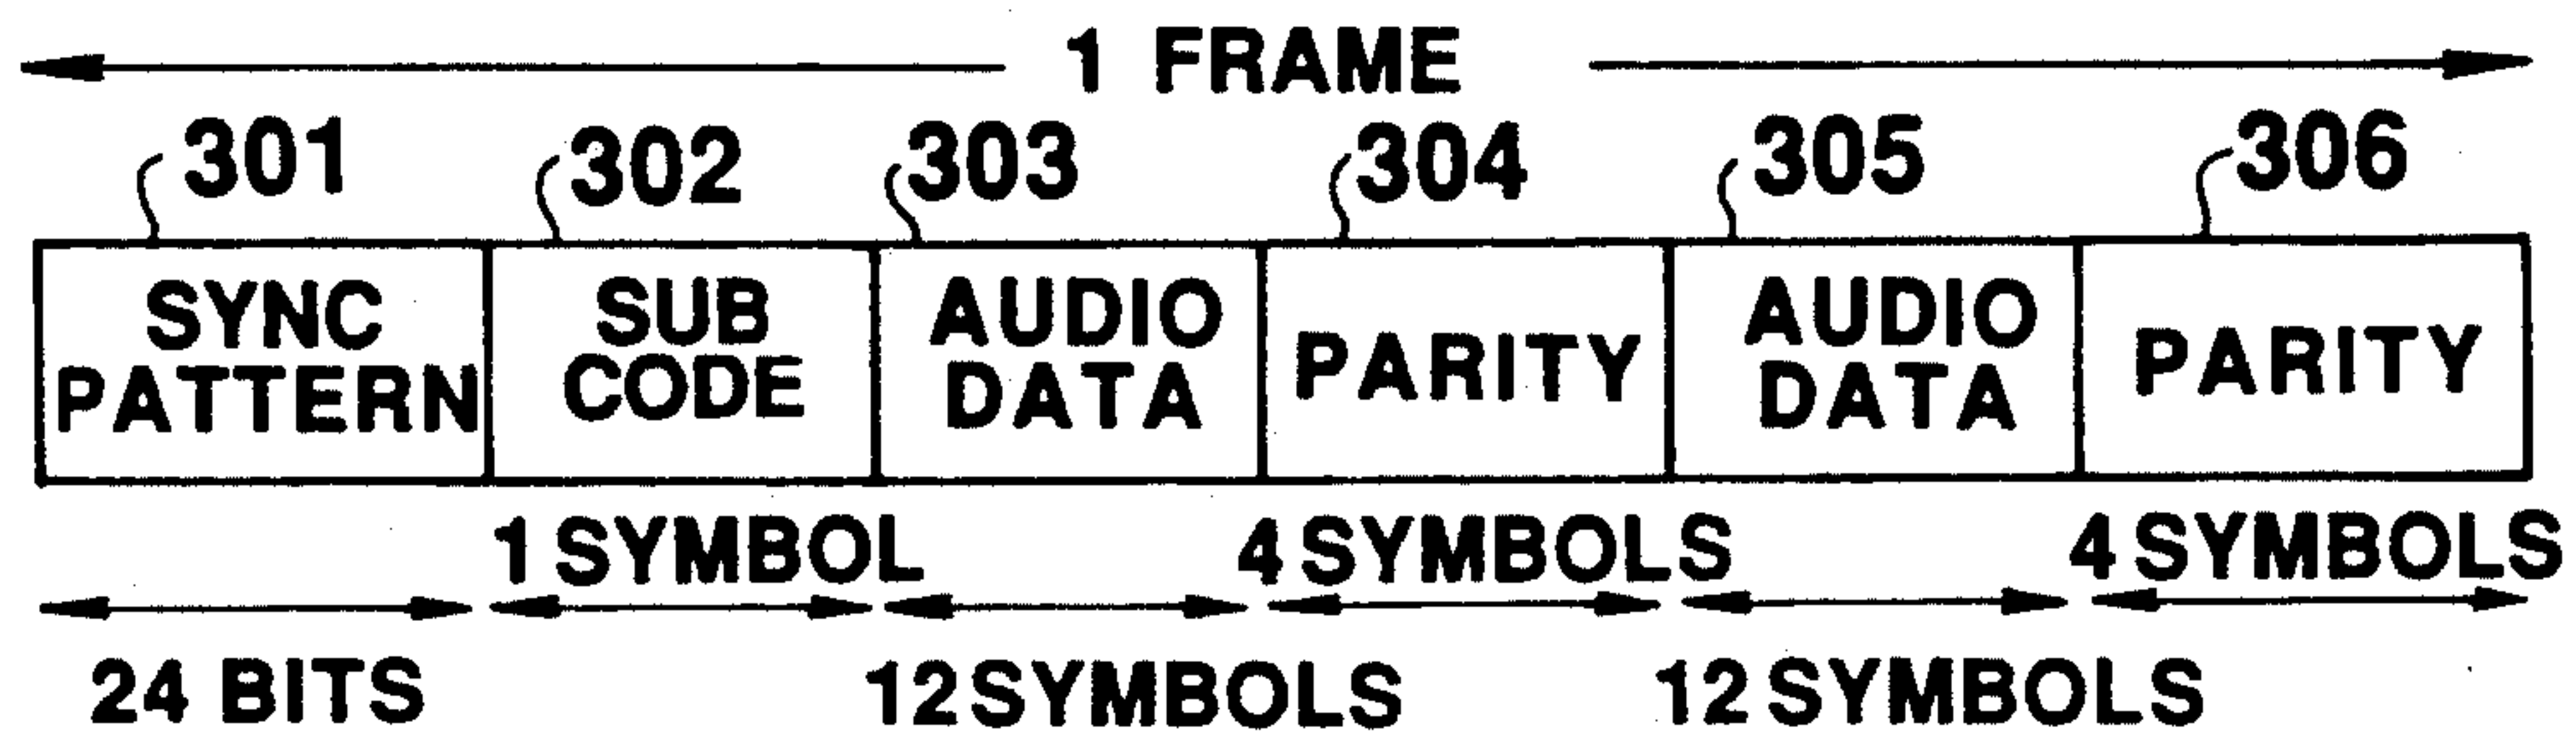 1 FRAME
301 302 303 304 305 306
SYNC PATTERN
SUB CODE
AUDIO DATA
PARITY
AUDIO DATA
PARITY
1 SYMBOL 4 SYMBOLS 4 SYMBOLS
24 BITS 12 SYMBOLS 12 SYMBOLS